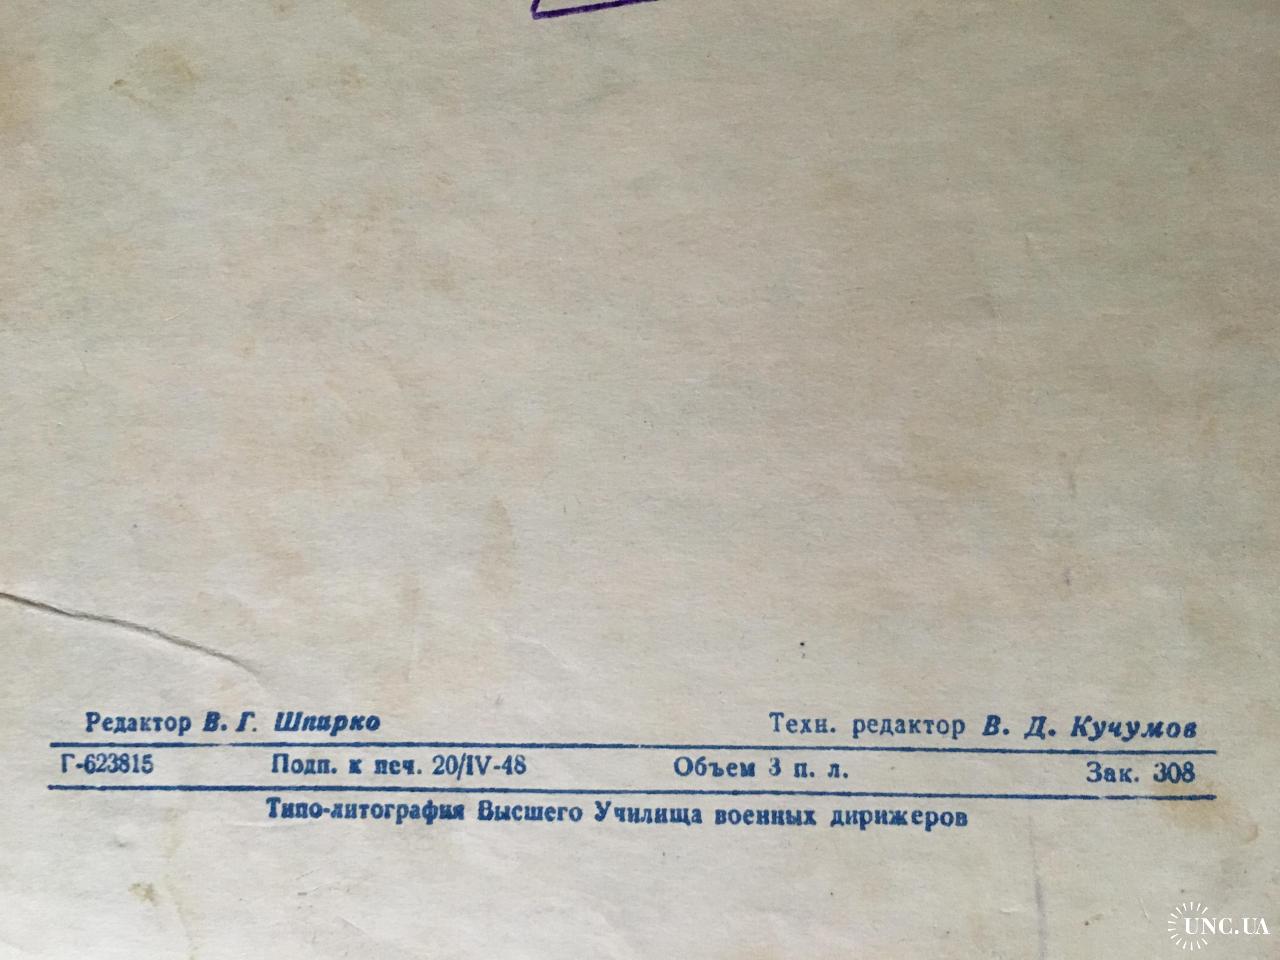 Редактор В. Г. Шпирко
Техн. редактор В. Д. Кучумов
Г-623815 Подп. к печ. 20/IV-48 Объем 3 п. л. Зак. 308
Типо-литография Высшего Училища военных дирижеров
UNC.UA